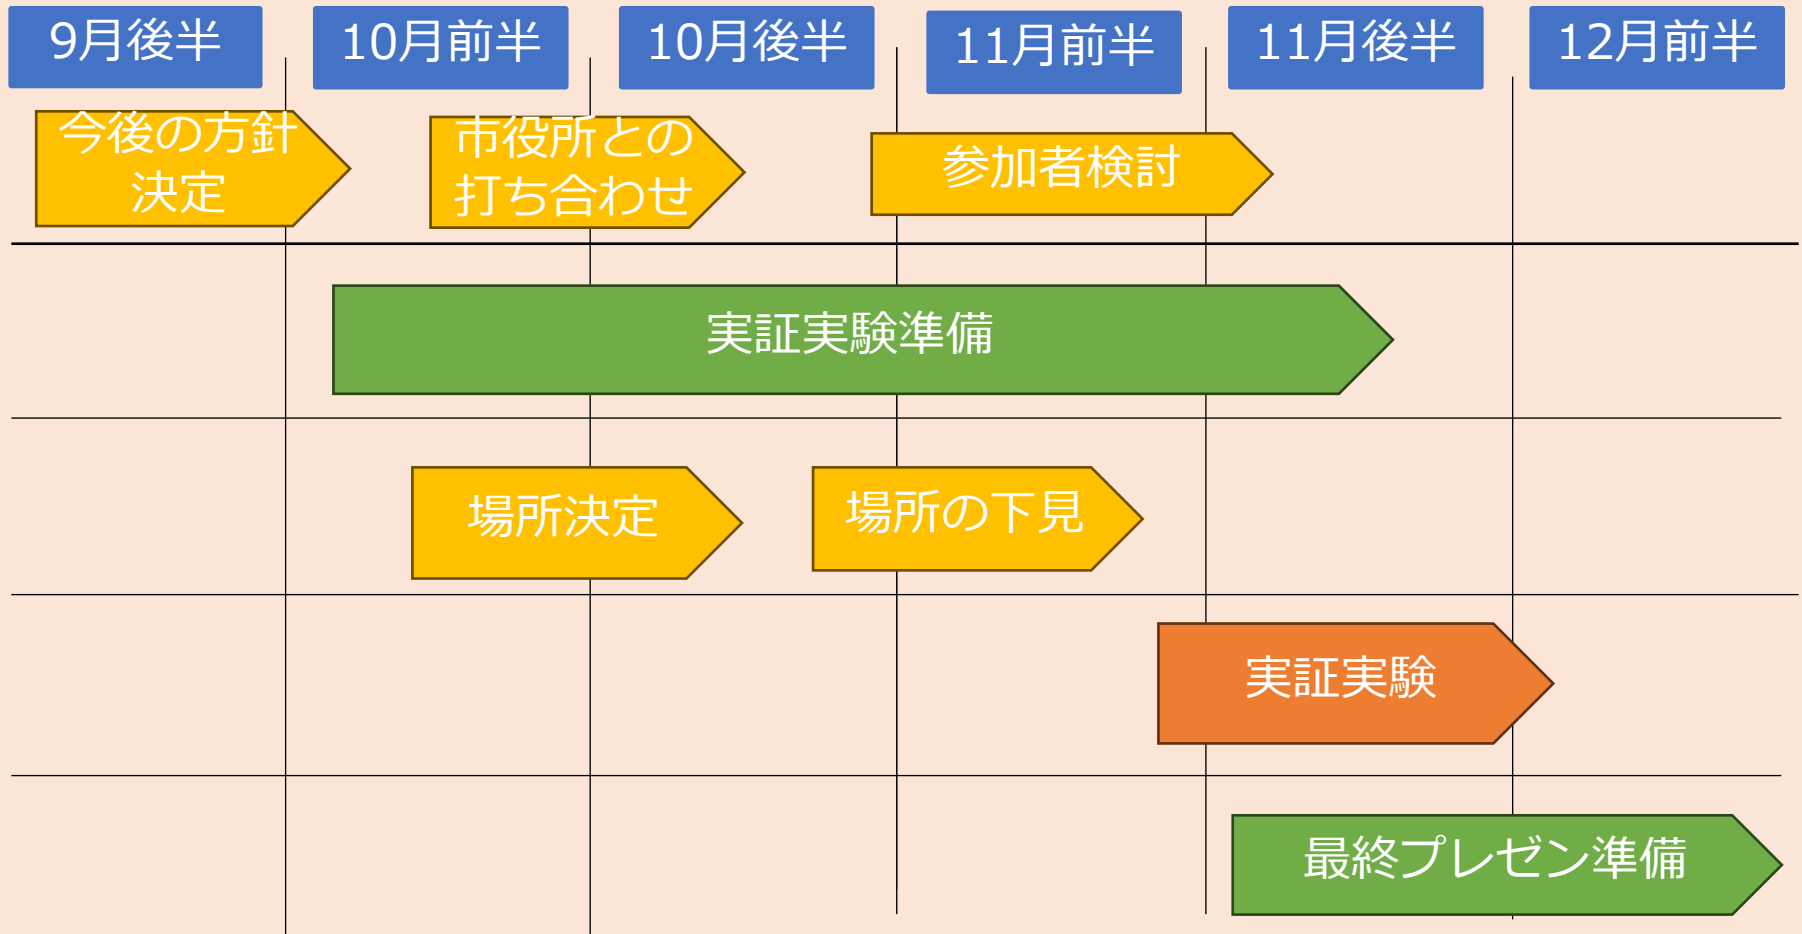 9月後半
10月前半
10月後半
11月前半
11月後半
12月前半
今後の方針
決定
市役所との
打ち合わせ
参加者検討
実証実験準備
場所決定
場所の下見
実証実験
最終プレゼン準備